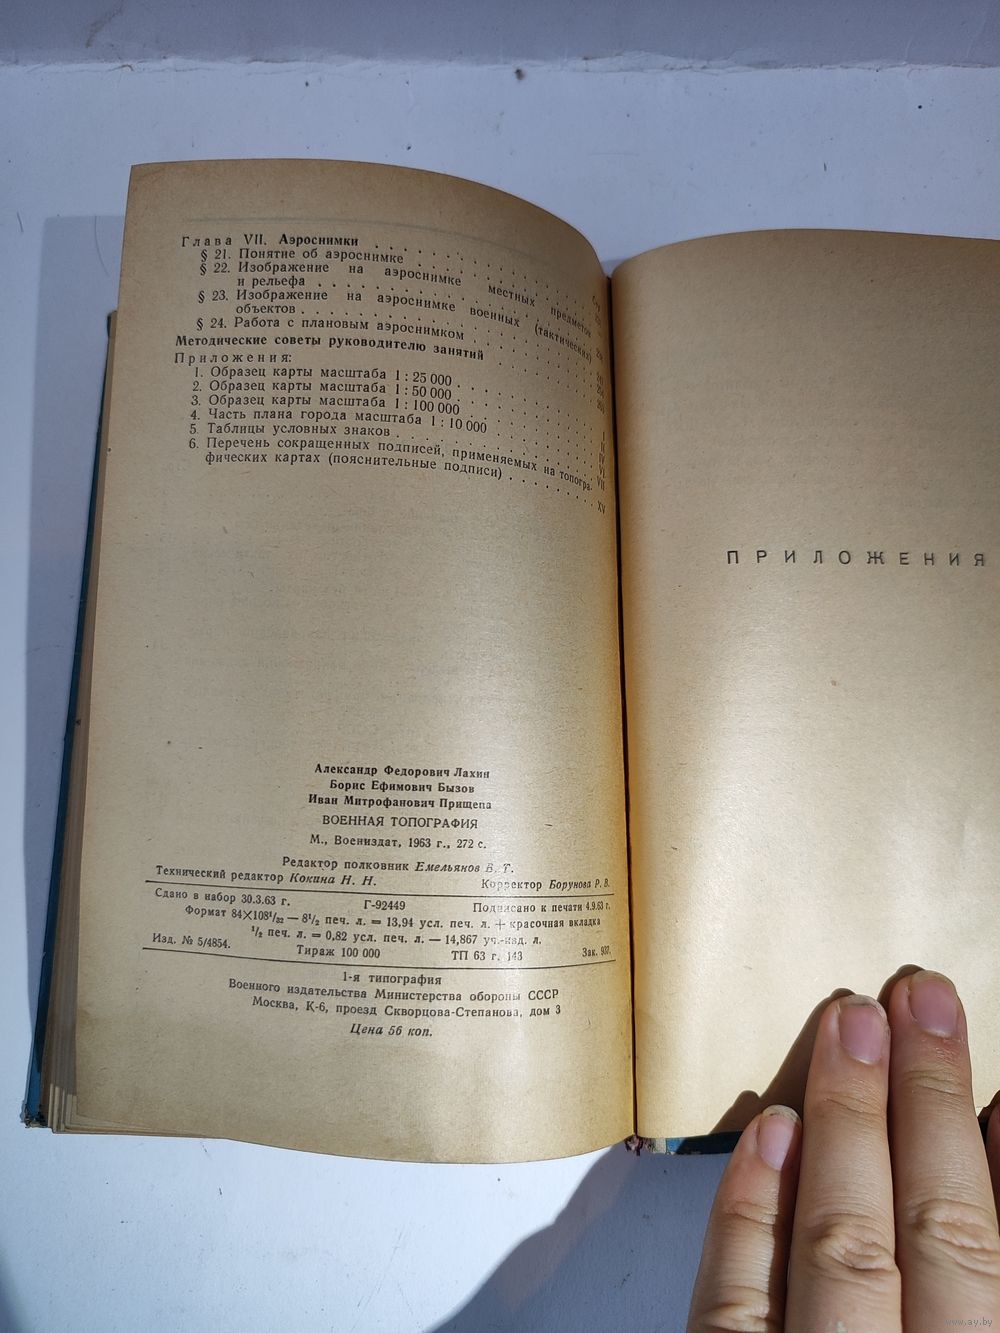 Глава VII. Аэроснимки
§ 21. Понятие об аэроснимке
§ 22. Изображение на аэроснимке местных предметов
и рельефа
§ 23. Изображение на аэроснимке военных (тактических)
объектов
§ 24. Работа с плановым аэроснимком
Методические советы руководителю занятий
Приложения:
1. Образец карты масштаба 1 : 25 000
2. Образец карты масштаба 1 : 50 000
3. Образец карты масштаба 1 : 100 000
4. Часть плана города масштаба 1 : 10 000
5. Таблицы условных знаков VII
6. Перечень сокращенных подписей, применяемых на топогра-
фических картах (пояснительные подписи) XV
Александр Федорович Лахин
Борис Ефимович Бызов
Иван Митрофанович Прищепа
ВОЕННАЯ ТОПОГРАФИЯ
М., Воениздат, 1963 г., 272 с.
Редактор полковник Емельянов В. Т.
Технический редактор Кокина Н. Н. Корректор Борунова Р. В.
Сдано в набор 30.3.63 г. Г-92449 Подписано к печати 4.9.63 г.
Формат 84×108¹/₃₂ — 8¹/₂ печ. л. = 13,94 усл. печ. л. + красочная вкладка
¹/₂ печ. л. = 0,82 усл. печ. л. — 14,867 уч.-изд. л.
Изд. № 5/4854. Тираж 100 000 ТП 63 г. 143 Зак. 937.
1-я типография
Военного издательства Министерства обороны СССР
Москва, К-6, проезд Скворцова-Степанова, дом 3
Цена 56 коп.
ПРИЛОЖЕНИЯ
www.ay.by